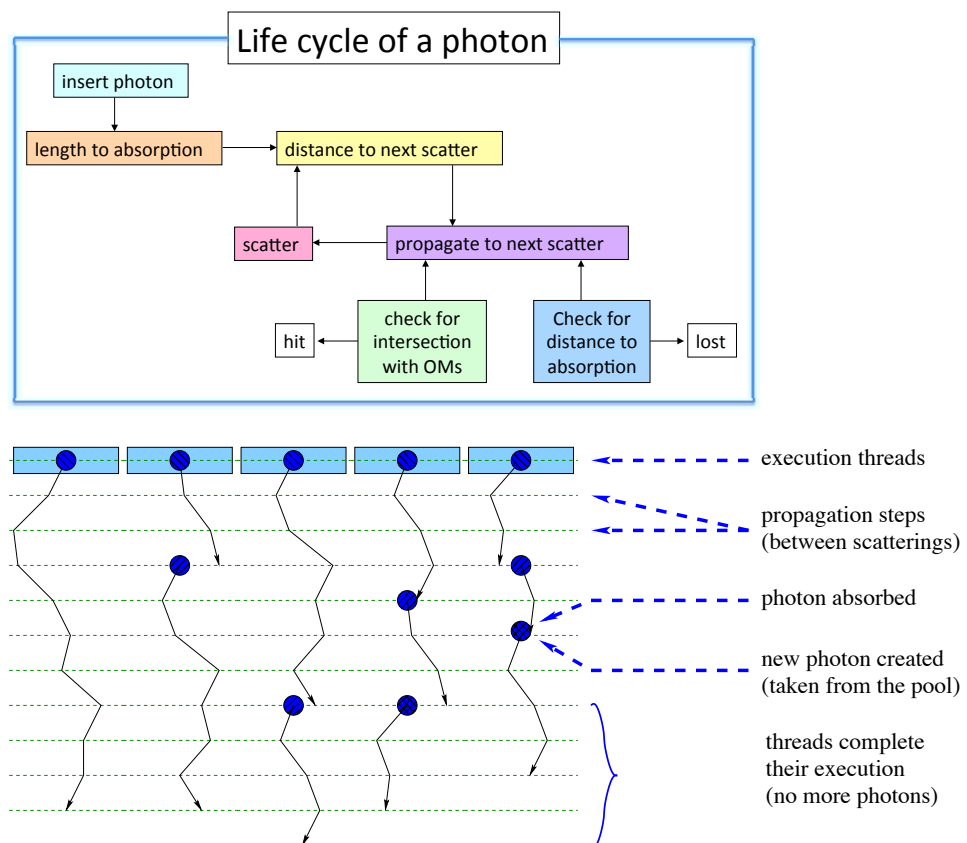 Life cycle of a photon
insert photon
length to absorption
distance to next scatter
scatter
propagate to next scatter
hit
check for
intersection
with OMs
Check for
distance to
absorption
lost
execution threads
propagation steps
(between scatterings)
photon absorbed
new photon created
(taken from the pool)
threads complete
their execution
(no more photons)